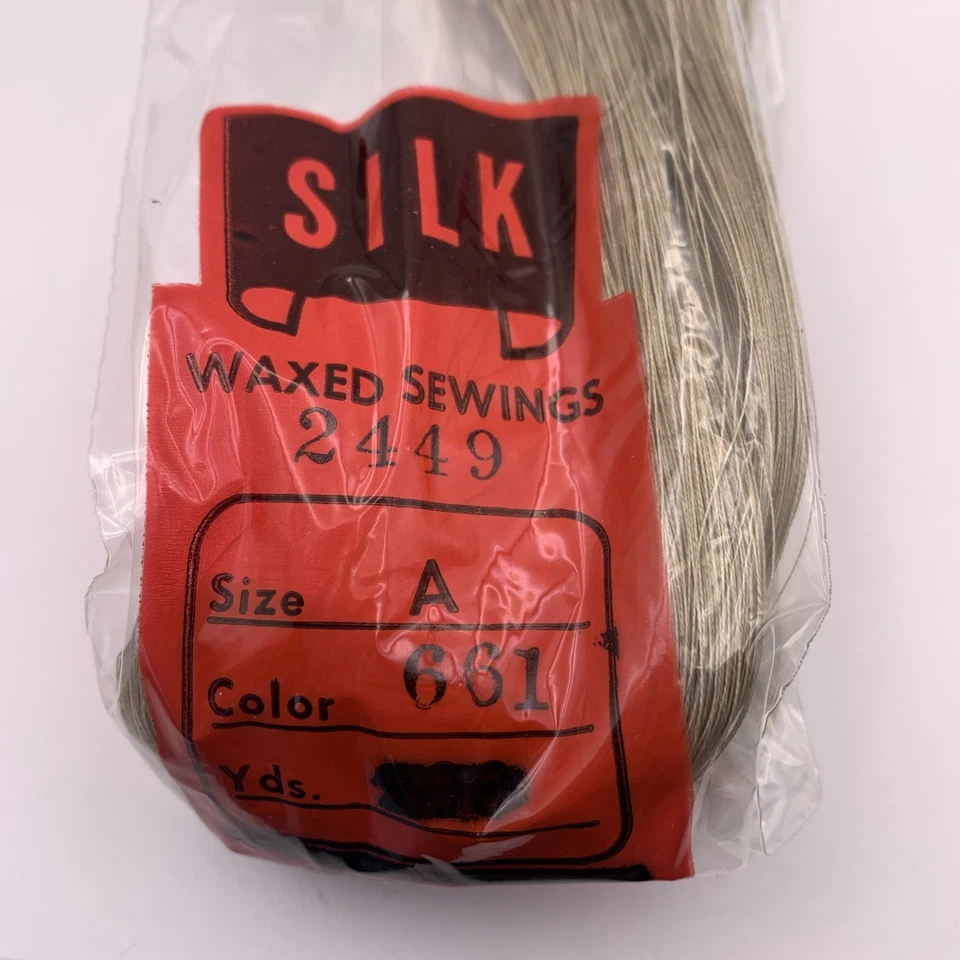 SILK
WAXED SEWINGS
2449
Size A
Color 661
Yds.